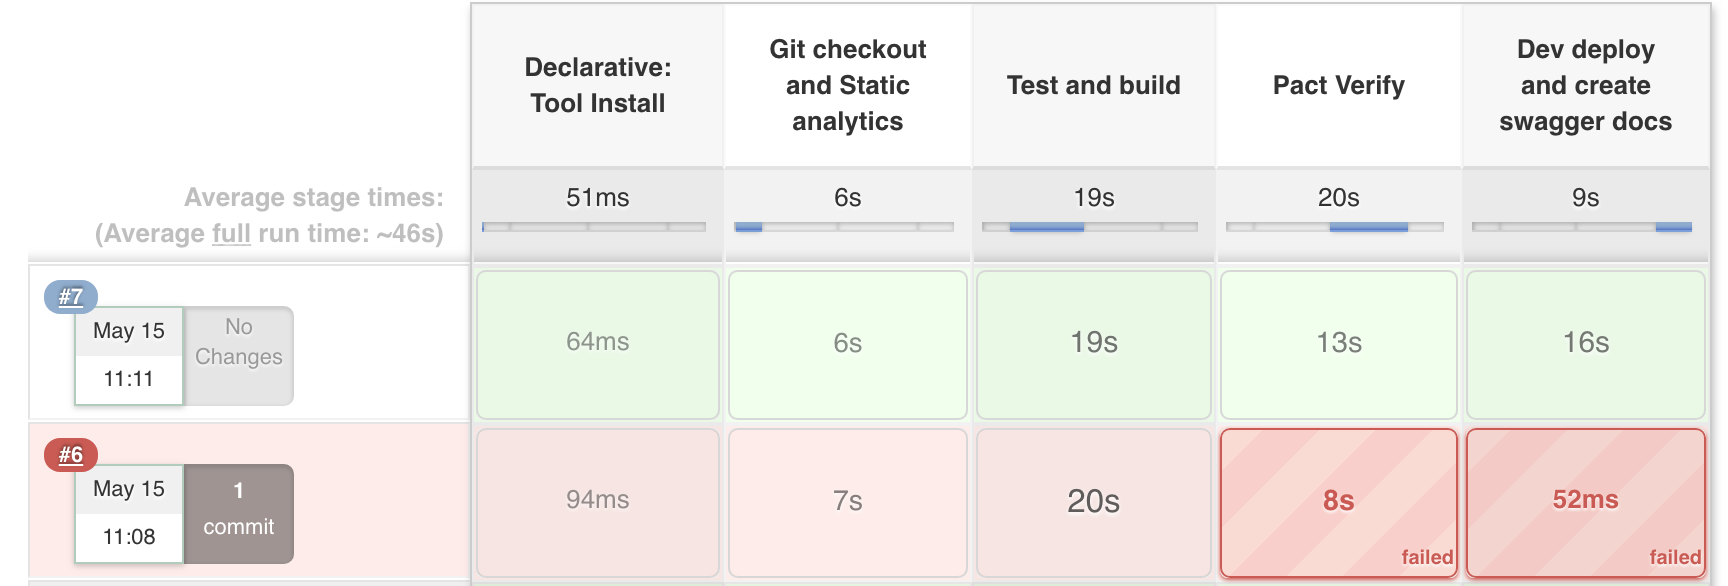 Declarative:
Tool Install
Git checkout
and Static
analytics
Test and build
Pact Verify
Dev deploy
and create
swagger docs
Average stage times:
(Average full run time: ~46s)
51ms
6s
19s
20s
9s
#7
May 15
11:11
No
Changes
64ms
6s
19s
13s
16s
#6
May 15
11:08
1
commit
94ms
7s
20s
8s
failed
52ms
failed